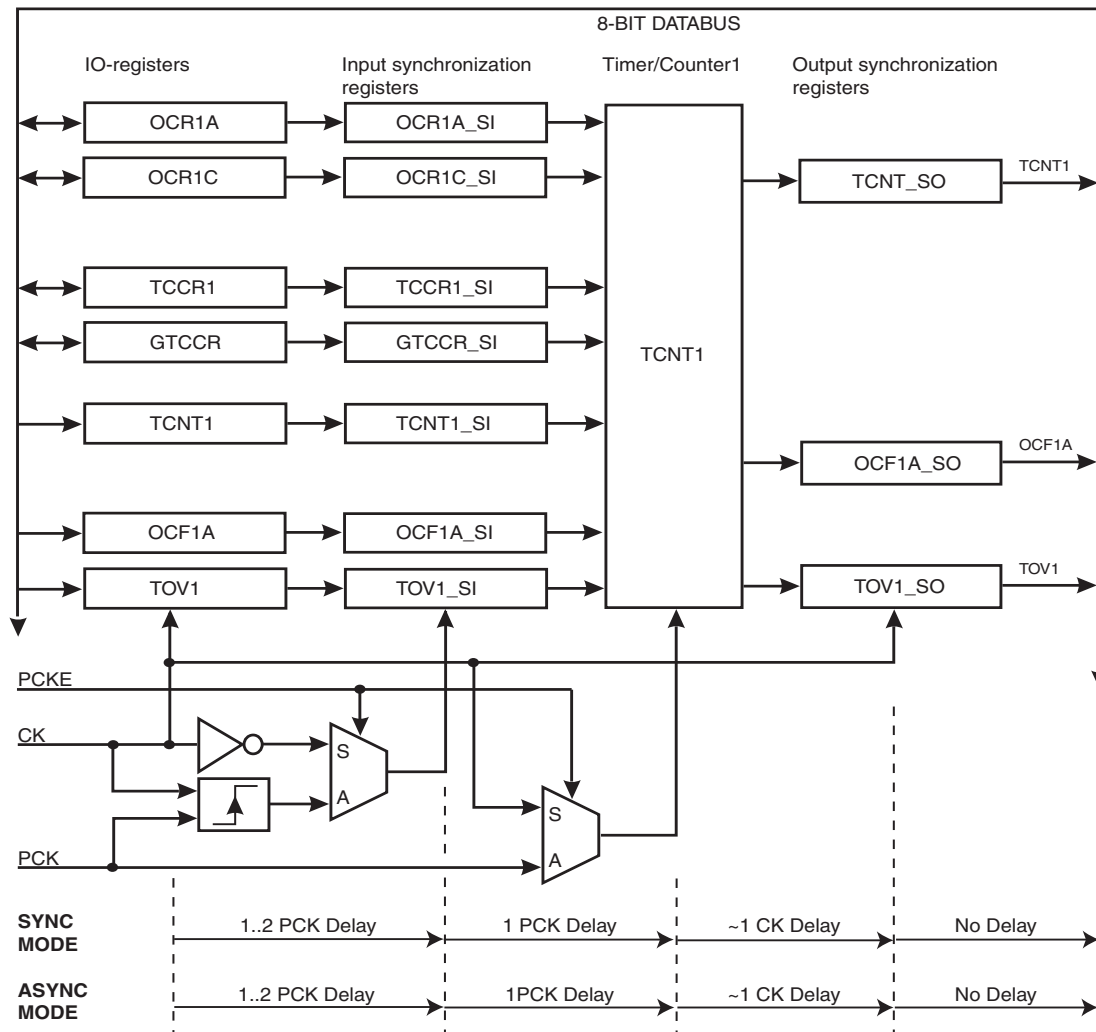 8-BIT DATABUS
IO-registers
Input synchronization
registers
Timer/Counter1
Output synchronization
registers
OCR1A
OCR1A_SI
OCR1C
OCR1C_SI
TCNT_SO
TCNT1
TCCR1
TCCR1_SI
GTCCR
GTCCR_SI
TCNT1
TCNT1
TCNT1_SI
OCF1A_SO
OCF1A
OCF1A
OCF1A_SI
TOV1
TOV1_SI
TOV1_SO
TOV1
PCKE
CK
S
A
S
A
PCK
SYNC
MODE
1..2 PCK Delay
1 PCK Delay
~1 CK Delay
No Delay
ASYNC
MODE
1..2 PCK Delay
1PCK Delay
~1 CK Delay
No Delay